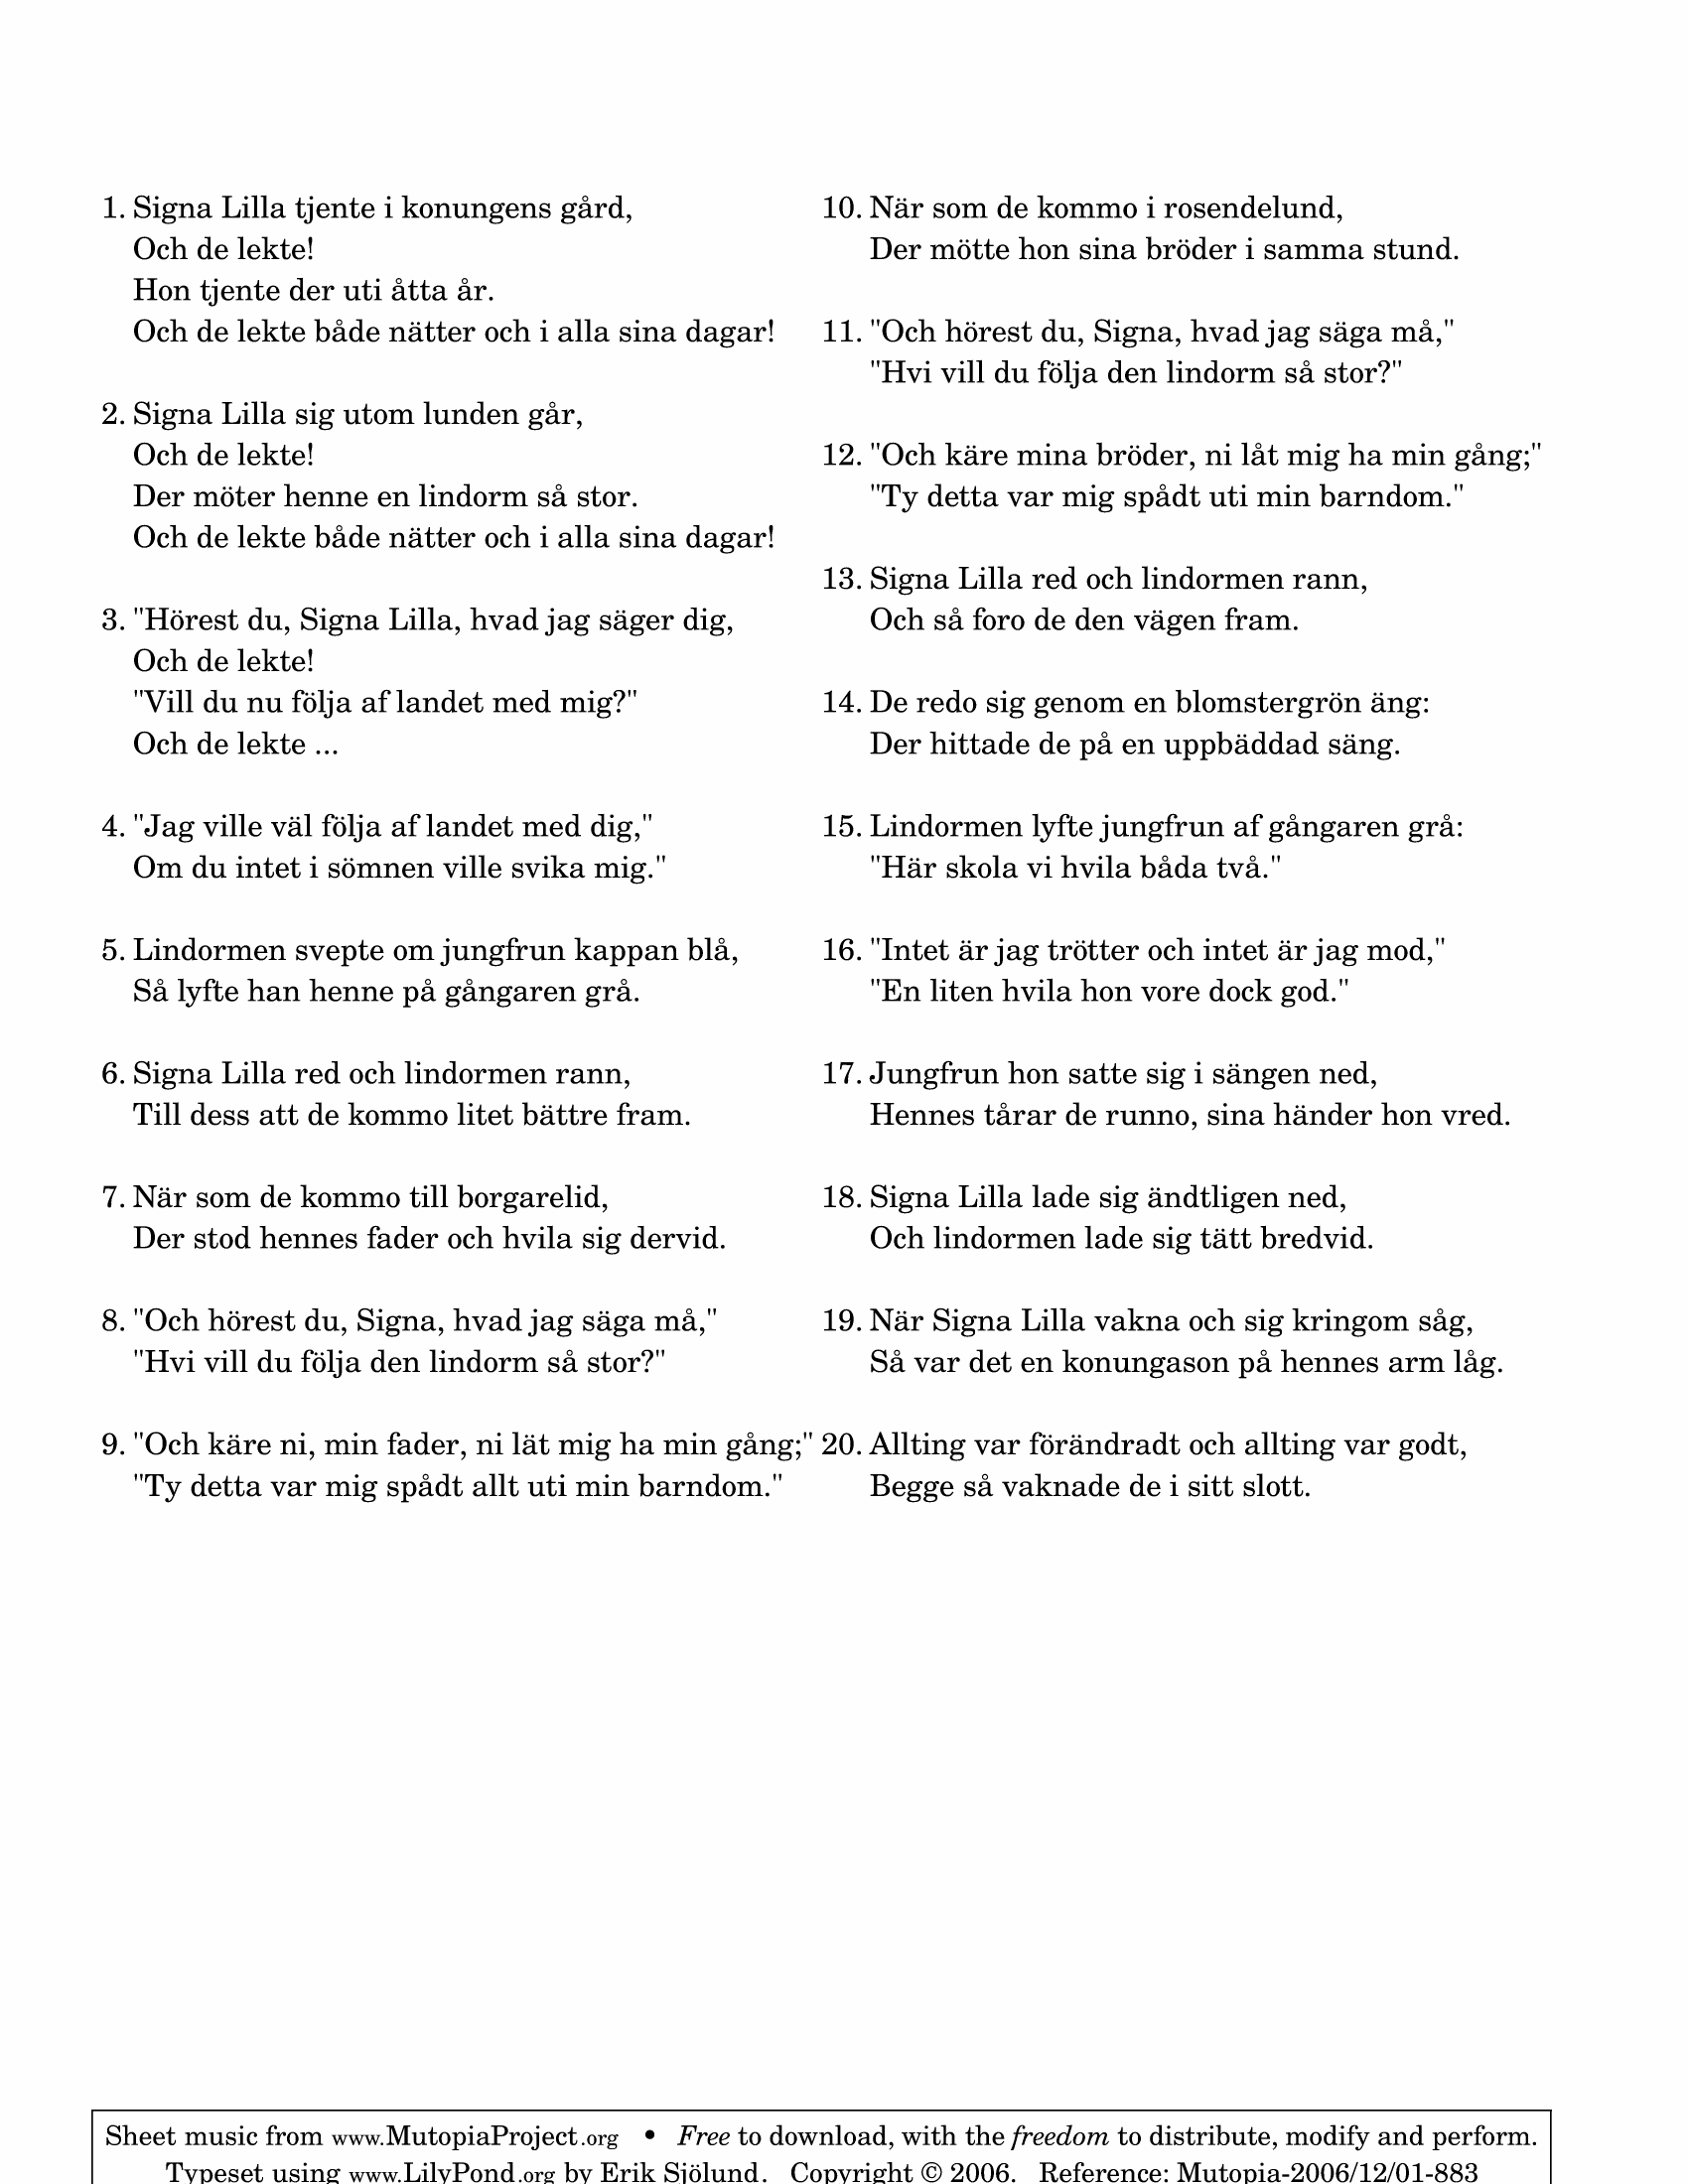 1. Signa Lilla tjente i konungens gård,
Och de lekte!
Hon tjente der uti åtta år.
Och de lekte både nätter och i alla sina dagar!
2. Signa Lilla sig utom lunden går,
Och de lekte!
Der möter henne en lindorm så stor.
Och de lekte både nätter och i alla sina dagar!
3. "Hörest du, Signa Lilla, hvad jag säger dig,
Och de lekte!
"Vill du nu följa af landet med mig?"
Och de lekte ...
4. "Jag ville väl följa af landet med dig,"
Om du intet i sömnen ville svika mig."
5. Lindormen svepte om jungfrun kappan blå,
Så lyfte han henne på gångaren grå.
6. Signa Lilla red och lindormen rann,
Till dess att de kommo litet bättre fram.
7. När som de kommo till borgarelid,
Der stod hennes fader och hvila sig dervid.
8. "Och hörest du, Signa, hvad jag säga må,"
"Hvi vill du följa den lindorm så stor?"
9. "Och käre ni, min fader, ni lät mig ha min gång;"
"Ty detta var mig spådt allt uti min barndom."
10. När som de kommo i rosendelund,
Der mötte hon sina bröder i samma stund.
11. "Och hörest du, Signa, hvad jag säga må,"
"Hvi vill du följa den lindorm så stor?"
12. "Och käre mina bröder, ni låt mig ha min gång;"
"Ty detta var mig spådt uti min barndom."
13. Signa Lilla red och lindormen rann,
Och så foro de den vägen fram.
14. De redo sig genom en blomstergrön äng:
Der hittade de på en uppbäddad säng.
15. Lindormen lyfte jungfrun af gångaren grå:
"Här skola vi hvila båda två."
16. "Intet är jag trötter och intet är jag mod,"
"En liten hvila hon vore dock god."
17. Jungfrun hon satte sig i sängen ned,
Hennes tårar de runno, sina händer hon vred.
18. Signa Lilla lade sig ändtligen ned,
Och lindormen lade sig tätt bredvid.
19. När Signa Lilla vakna och sig kringom såg,
Så var det en konungason på hennes arm låg.
20. Allting var förändradt och allting var godt,
Begge så vaknade de i sitt slott.
Sheet music from www.MutopiaProject.org • Free to download, with the freedom to distribute, modify and perform.
Typeset using www.LilyPond.org by Erik Sjölund. Copyright © 2006. Reference: Mutopia-2006/12/01-883